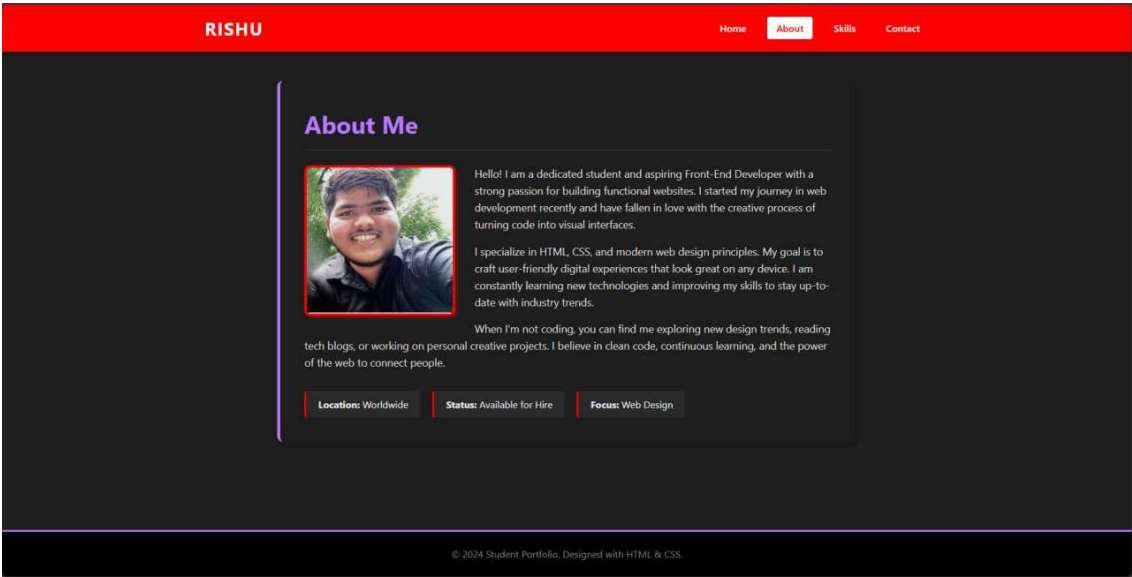 RISHU
Home About Skills Contact
About Me
Hello! I am a dedicated student and aspiring Front-End Developer with a
strong passion for building functional websites. I started my journey in web
development recently and have fallen in love with the creative process of
turning code into visual interfaces.
I specialize in HTML, CSS, and modern web design principles. My goal is to
craft user-friendly digital experiences that look great on any device. I am
constantly learning new technologies and improving my skills to stay up-to-
date with industry trends.
When I'm not coding, you can find me exploring new design trends, reading
tech blogs, or working on personal creative projects. I believe in clean code, continuous learning, and the power
of the web to connect people.
Location: Worldwide Status: Available for Hire Focus: Web Design
© 2024 Student Portfolio. Designed with HTML & CSS.